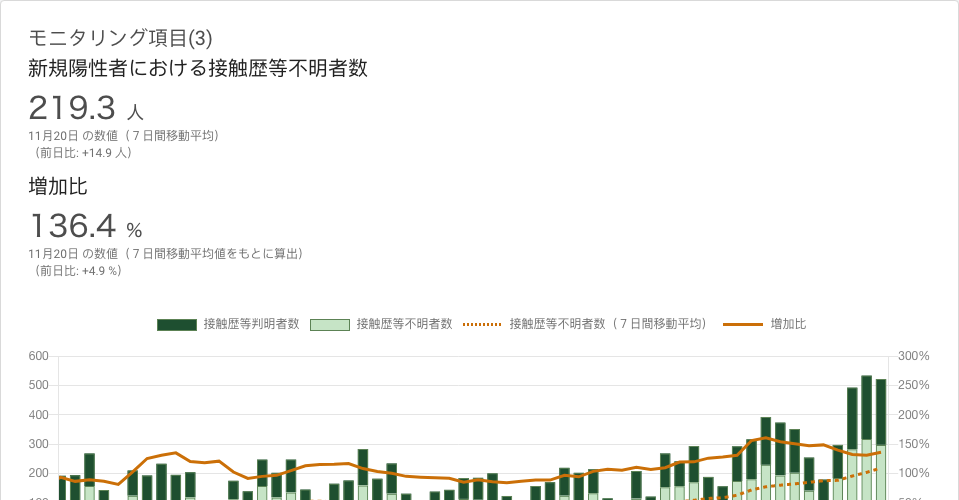 モニタリング項目(3)
新規陽性者における接触歴等不明者数
219.3 人
11月20日 の数値（７日間移動平均）
（前日比: +14.9 人）
増加比
136.4 %
11月20日 の数値（７日間移動平均値をもとに算出）
（前日比: +4.9 %）
接触歴等判明者数 接触歴等不明者数 接触歴等不明者数（７日間移動平均） 増加比
600 300%
500 250%
400 200%
300 150%
200 100%